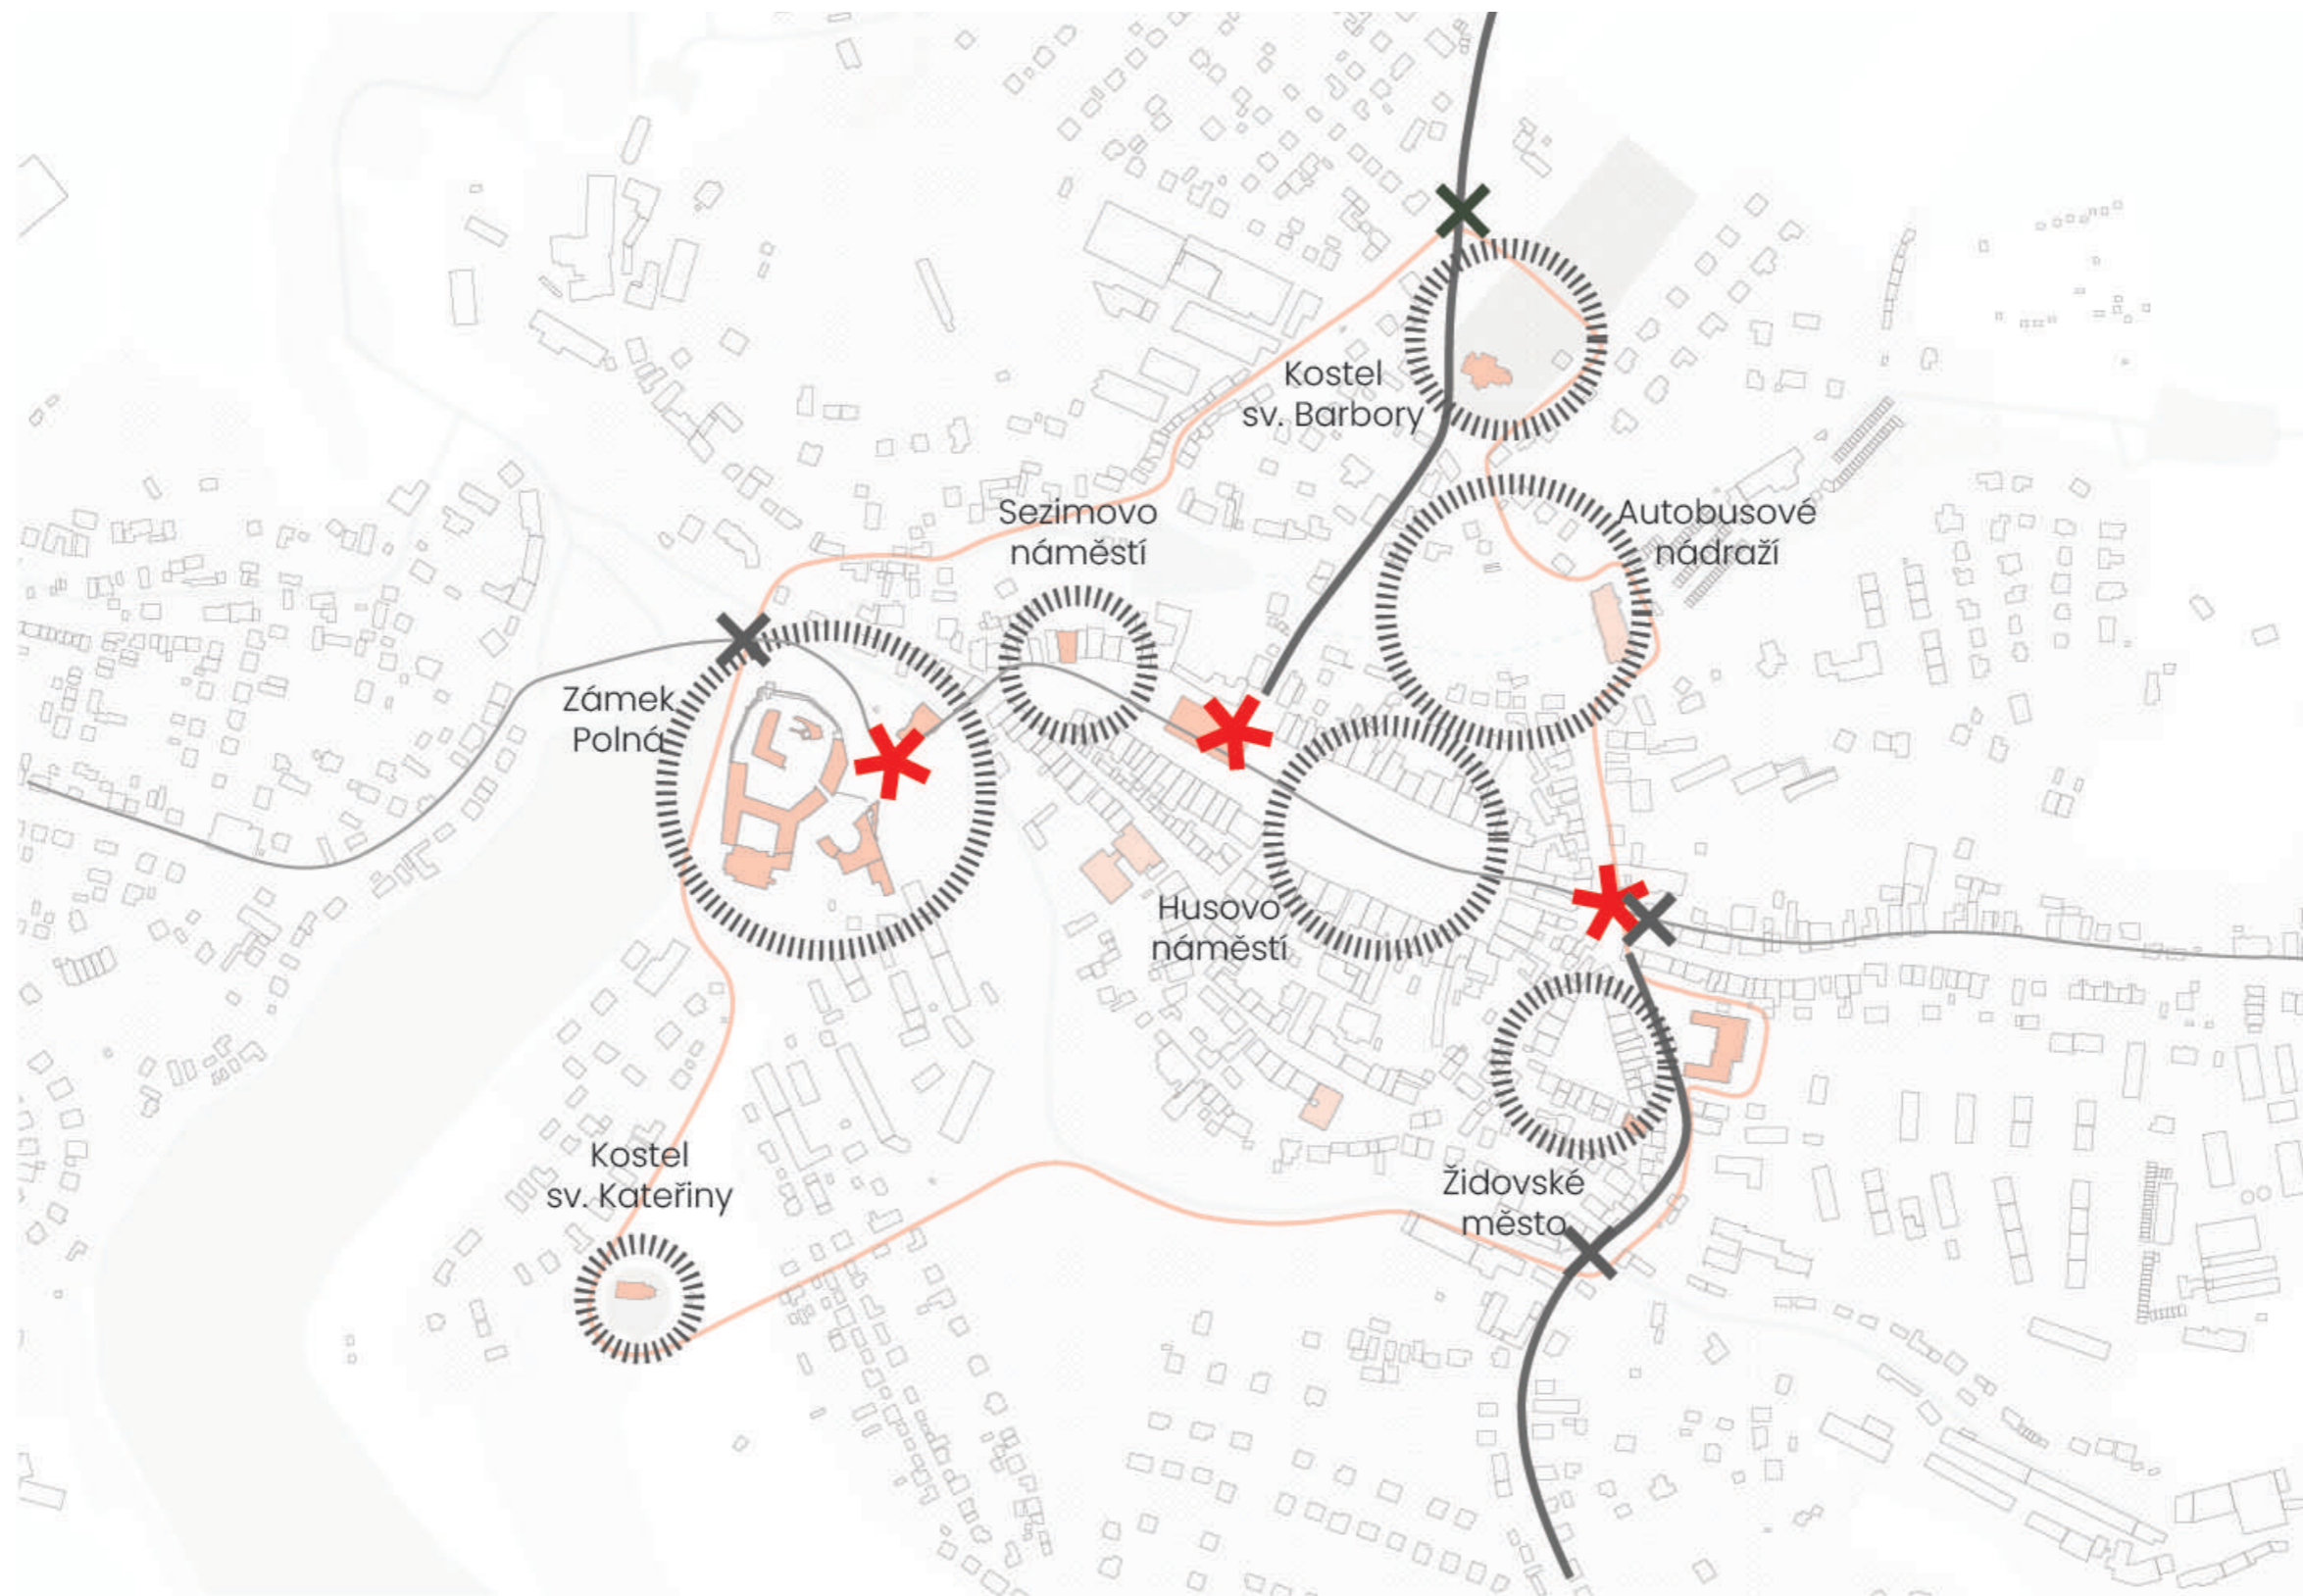 Kostel
sv. Barbory
Sezimovo
náměstí
Autobusové
nádraží
Zámek
Polná
Husovo
náměstí
Kostel
sv. Kateřiny
Židovské
město